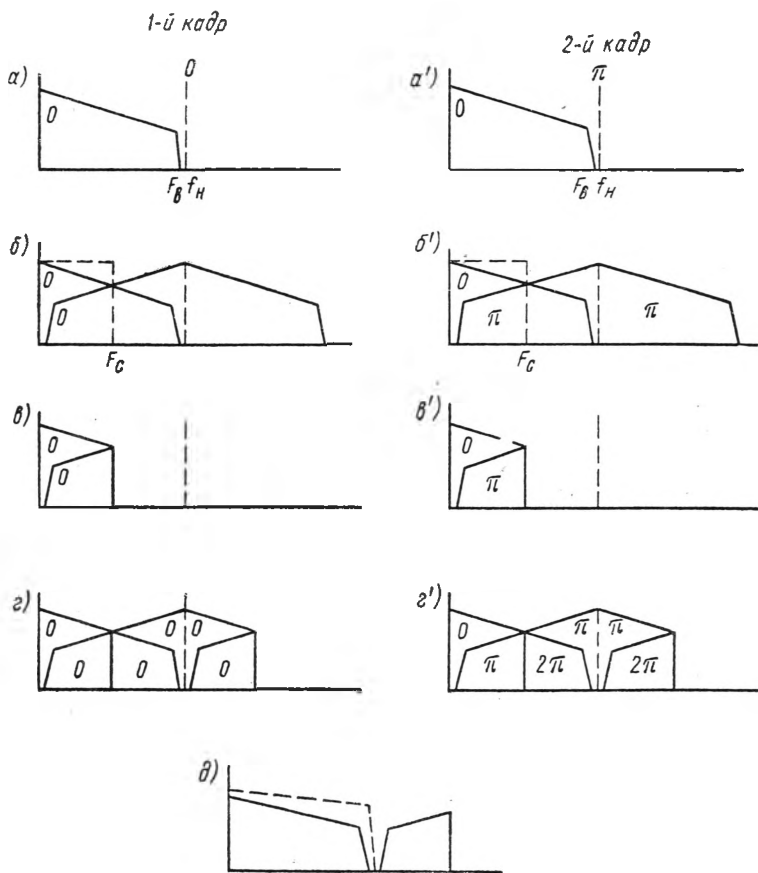 1-й кадр
2-й кадр
а)
0
0
F_в f_н
а')
π
0
F_в f_н
б)
0
0
F_с
б')
0
π
π
F_с
в)
0
0
в')
0
π
г)
0
0
0
0
0
0
г')
0
π
π
π
2π
2π
д)